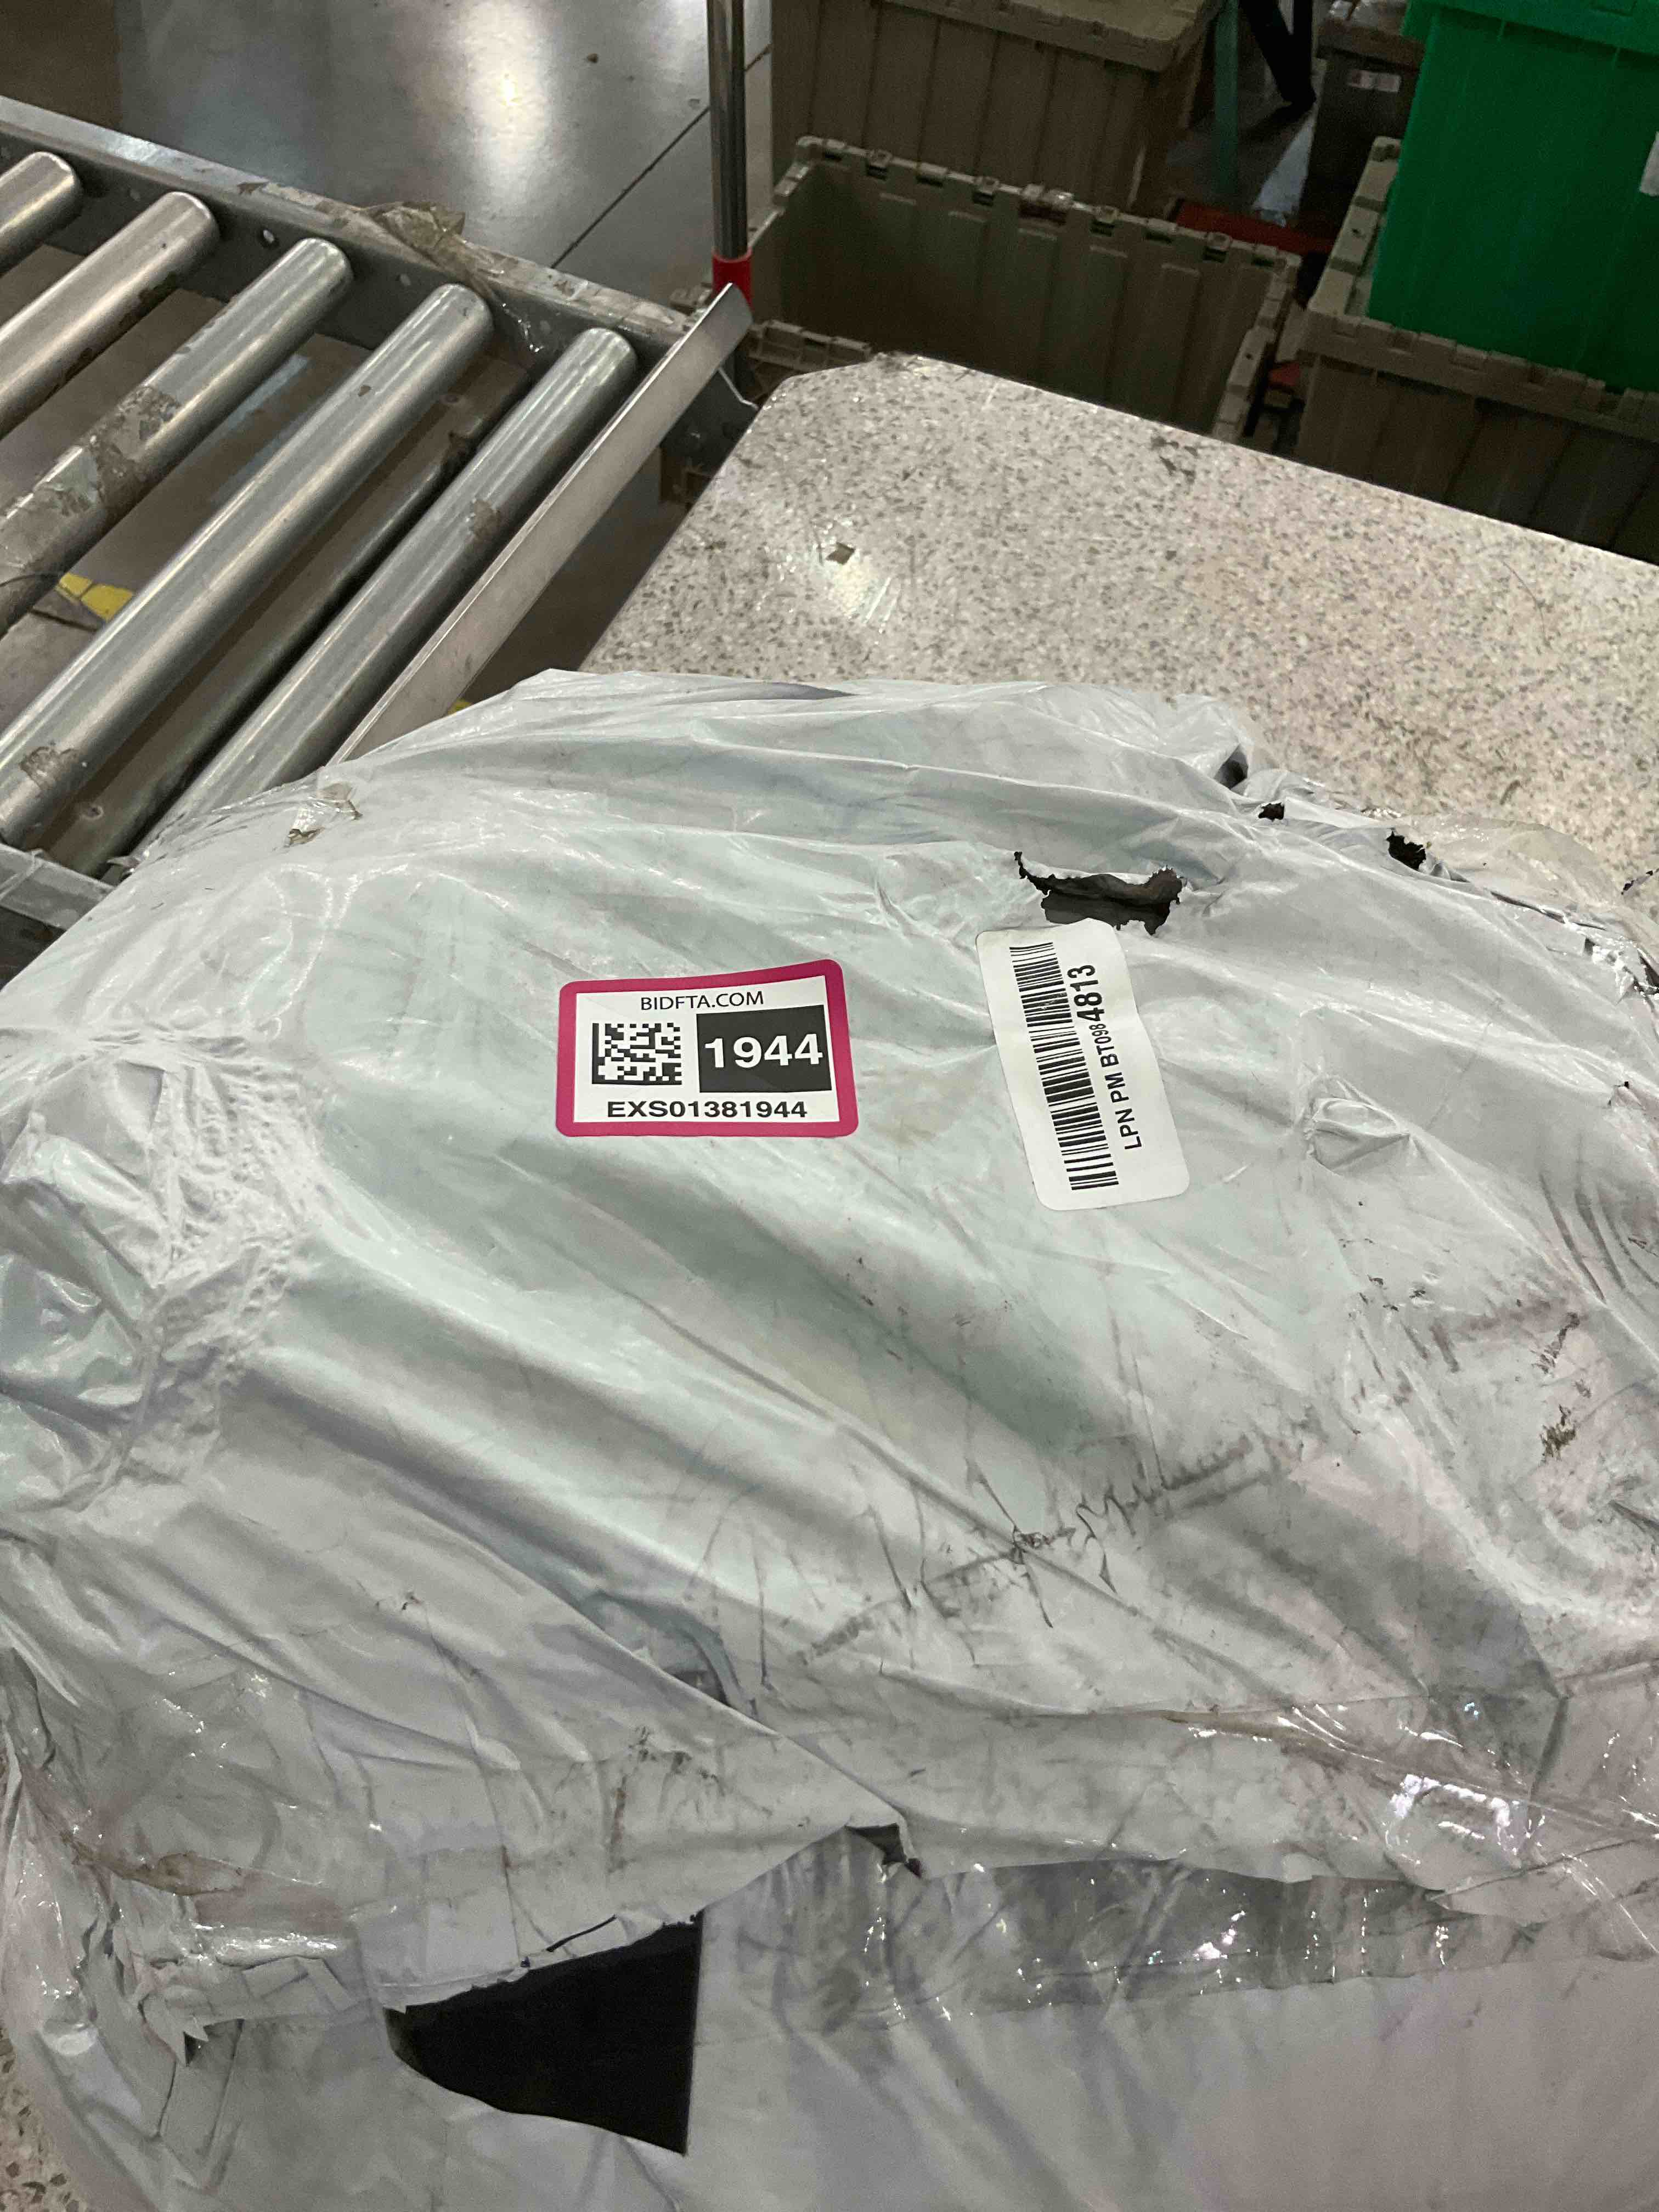 BIDFTA.COM
1944
EXS01381944
LPN PM BT0984813